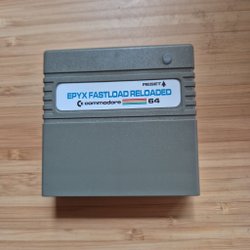 RESET
EPYX FASTLOAD RELOADED
commodore 64